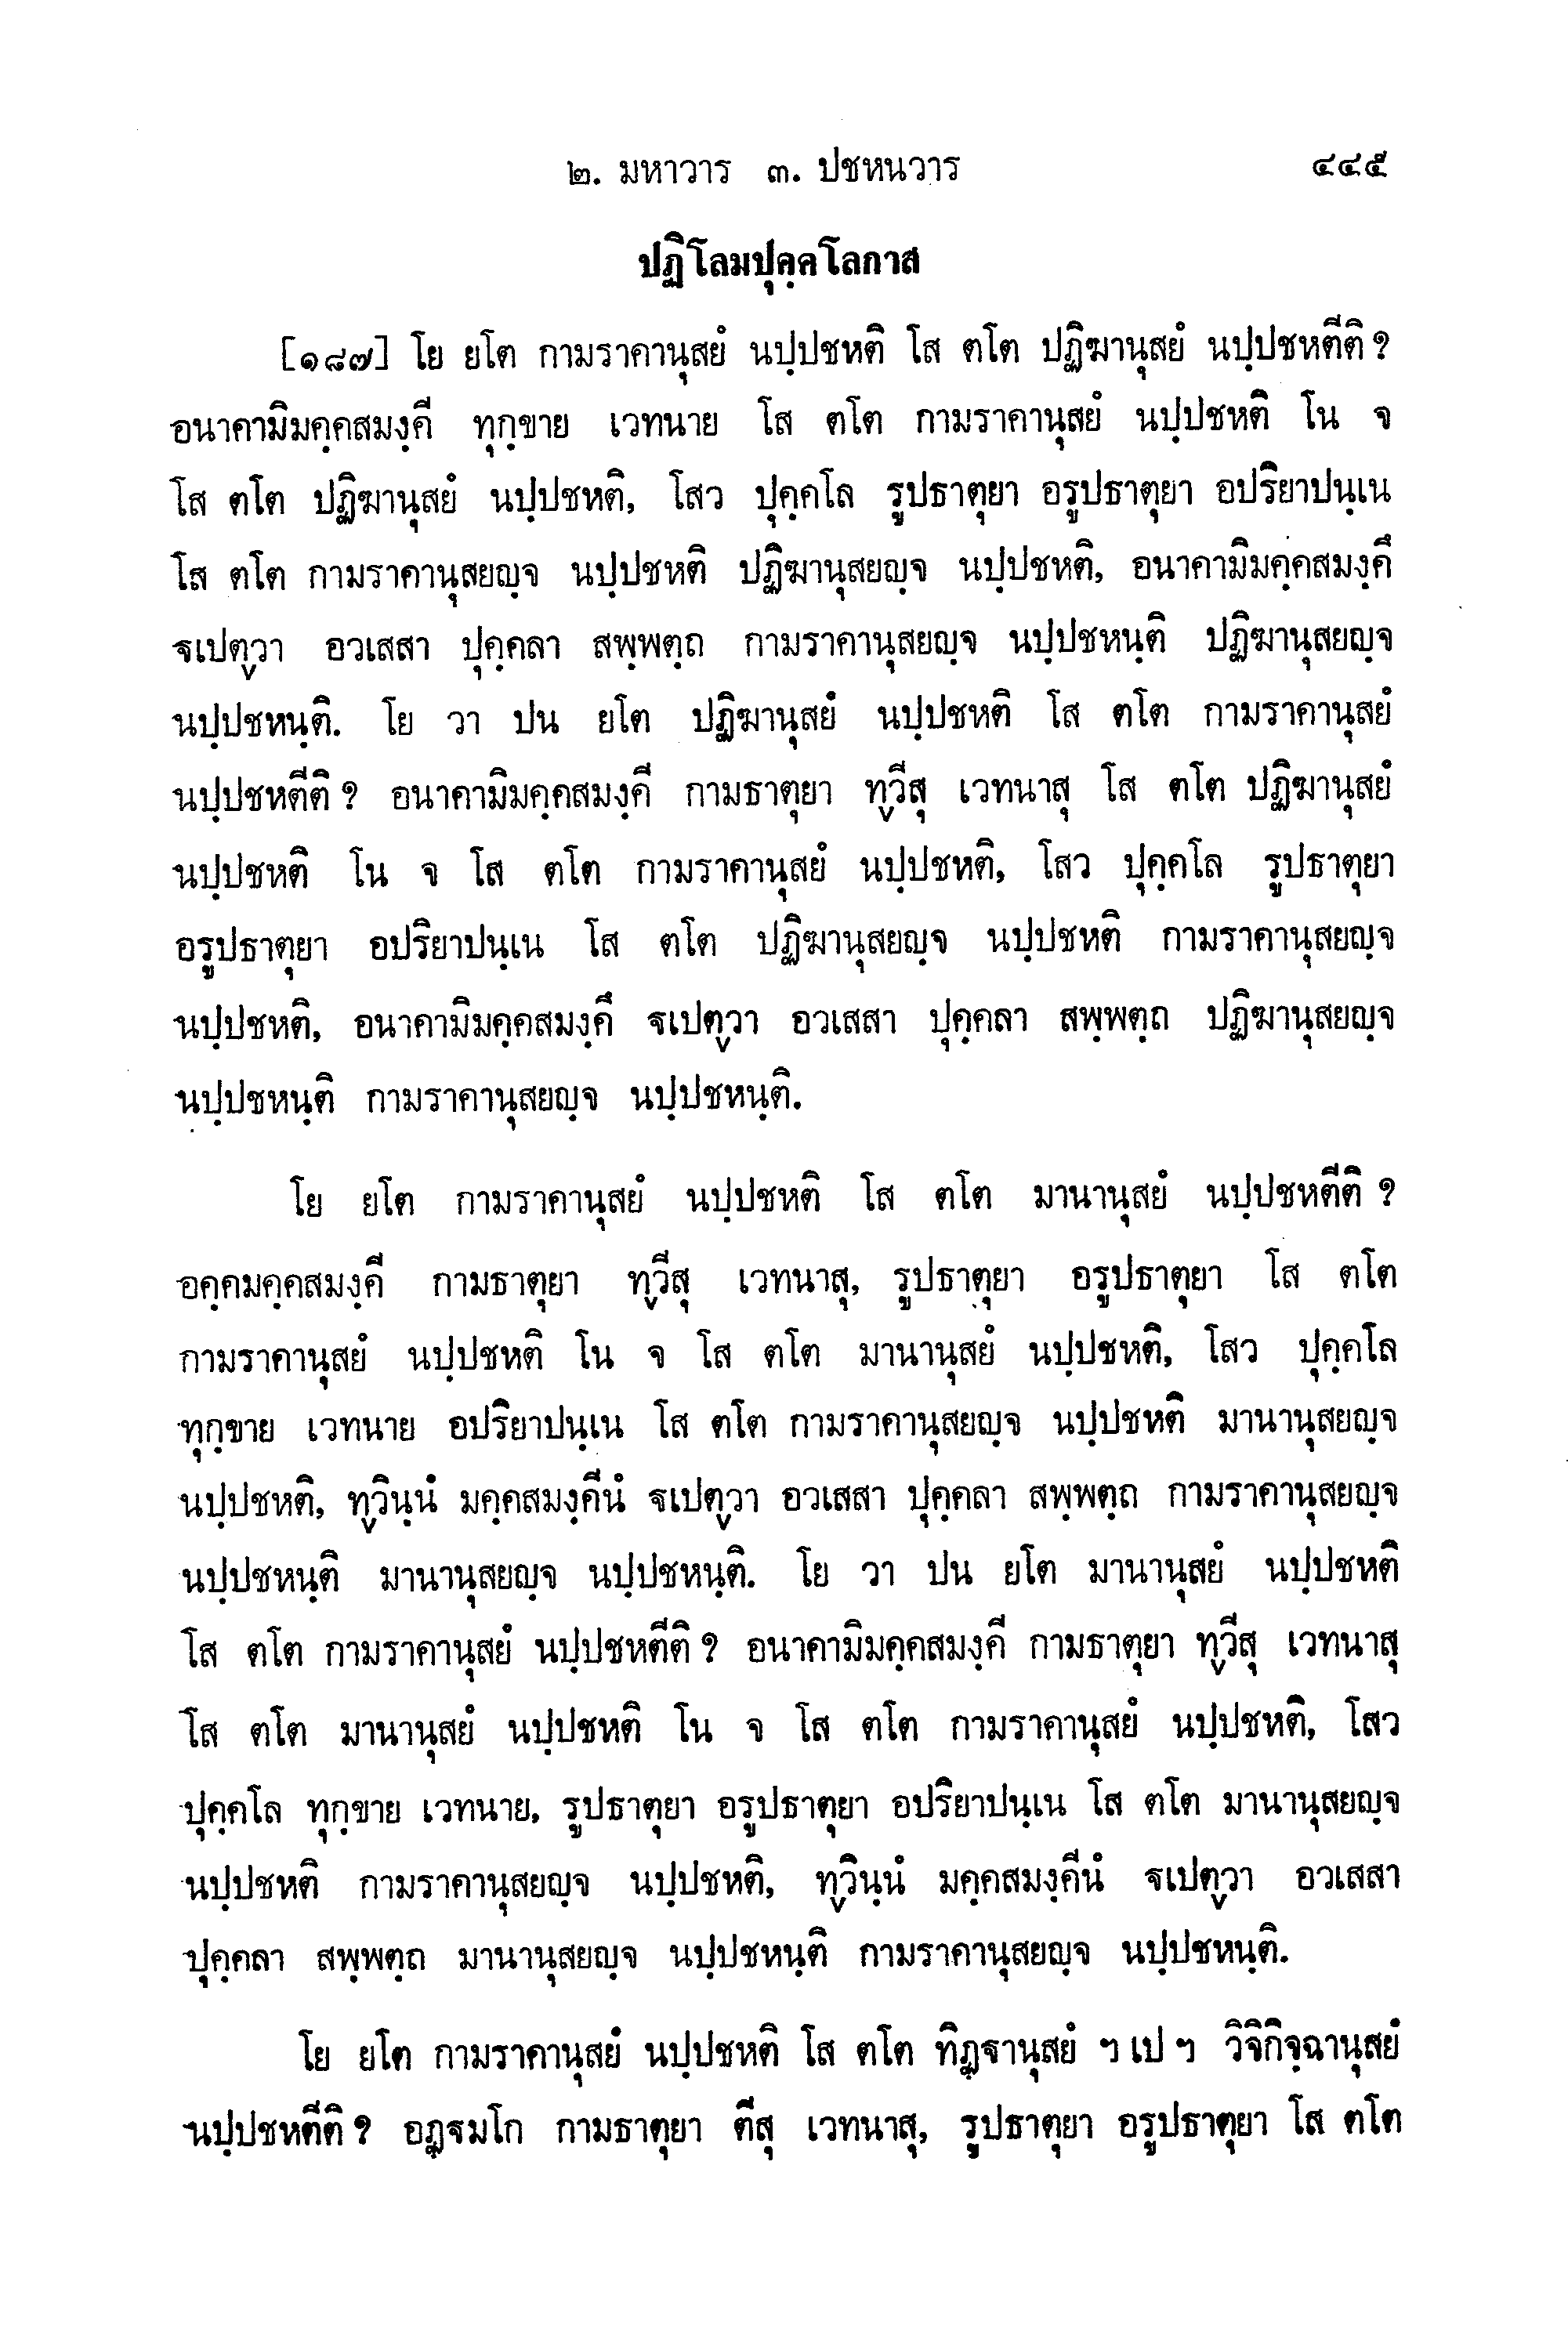 ๒. มหาวาร ๓. ปชหนวาร ๔๔๕
ปฏิโลมปุคฺคโลกาส
[๑๘๗] โย ยโต กามราคานุสยํ นปฺปชหติ โส ตโต ปฏิฆานุสยํ นปฺปชหตีติ ?
อนาคามิมคฺคสมงฺคี ทุกฺขาย เวทนาย โส ตโต กามราคานุสยํ นปฺปชหติ โน จ
โส ตโต ปฏิฆานุสยํ นปฺปชหติ, โสว ปุคฺคโล รูปธาตุยา อรูปธาตุยา อปริยาปนฺเน
โส ตโต กามราคานุสยญฺจ นปฺปชหติ ปฏิฆานุสยญฺจ นปฺปชหติ, อนาคามิมคฺคสมงฺคึ
ฐเปตฺวา อวเสสา ปุคฺคลา สพฺพตฺถ กามราคานุสยญฺจ นปฺปชหนฺติ ปฏิฆานุสยญฺจ
นปฺปชหนฺติ. โย วา ปน ยโต ปฏิฆานุสยํ นปฺปชหติ โส ตโต กามราคานุสยํ
นปฺปชหตีติ ? อนาคามิมคฺคสมงฺคี กามธาตุยา ทฺวีสุ เวทนาสุ โส ตโต ปฏิฆานุสยํ
นปฺปชหติ โน จ โส ตโต กามราคานุสยํ นปฺปชหติ, โสว ปุคฺคโล รูปธาตุยา
อรูปธาตุยา อปริยาปนฺเน โส ตโต ปฏิฆานุสยญฺจ นปฺปชหติ กามราคานุสยญฺจ
นปฺปชหติ, อนาคามิมคฺคสมงฺคึ ฐเปตฺวา อวเสสา ปุคฺคลา สพฺพตฺถ ปฏิฆานุสยญฺจ
นปฺปชหนฺติ กามราคานุสยญฺจ นปฺปชหนฺติ.
โย ยโต กามราคานุสยํ นปฺปชหติ โส ตโต มานานุสยํ นปฺปชหตีติ ?
อคฺคมคฺคสมงฺคี กามธาตุยา ทฺวีสุ เวทนาสุ, รูปธาตุยา อรูปธาตุยา โส ตโต
กามราคานุสยํ นปฺปชหติ โน จ โส ตโต มานานุสยํ นปฺปชหติ, โสว ปุคฺคโล
ทุกฺขาย เวทนาย อปริยาปนฺเน โส ตโต กามราคานุสยญฺจ นปฺปชหติ มานานุสยญฺจ
นปฺปชหติ, ทฺวินฺนํ มคฺคสมงฺคีนํ ฐเปตฺวา อวเสสา ปุคฺคลา สพฺพตฺถ กามราคานุสยญฺจ
นปฺปชหนฺติ มานานุสยญฺจ นปฺปชหนฺติ. โย วา ปน ยโต มานานุสยํ นปฺปชหติ
โส ตโต กามราคานุสยํ นปฺปชหตีติ ? อนาคามิมคฺคสมงฺคี กามธาตุยา ทฺวีสุ เวทนาสุ
โส ตโต มานานุสยํ นปฺปชหติ โน จ โส ตโต กามราคานุสยํ นปฺปชหติ, โสว
ปุคฺคโล ทุกฺขาย เวทนาย, รูปธาตุยา อรูปธาตุยา อปริยาปนฺเน โส ตโต มานานุสยญฺจ
นปฺปชหติ กามราคานุสยญฺจ นปฺปชหติ, ทฺวินฺนํ มคฺคสมงฺคีนํ ฐเปตฺวา อวเสสา
ปุคฺคลา สพฺพตฺถ มานานุสยญฺจ นปฺปชหนฺติ กามราคานุสยญฺจ นปฺปชหนฺติ.
โย ยโต กามราคานุสยํ นปฺปชหติ โส ตโต ทิฏฺฐานุสยํ ฯ เป ฯ วิจิกิจฺฉานุสยํ
นปฺปชหตีติ ? อฏฺฐมโก กามธาตุยา ตีสุ เวทนาสุ, รูปธาตุยา อรูปธาตุยา โส ตโต